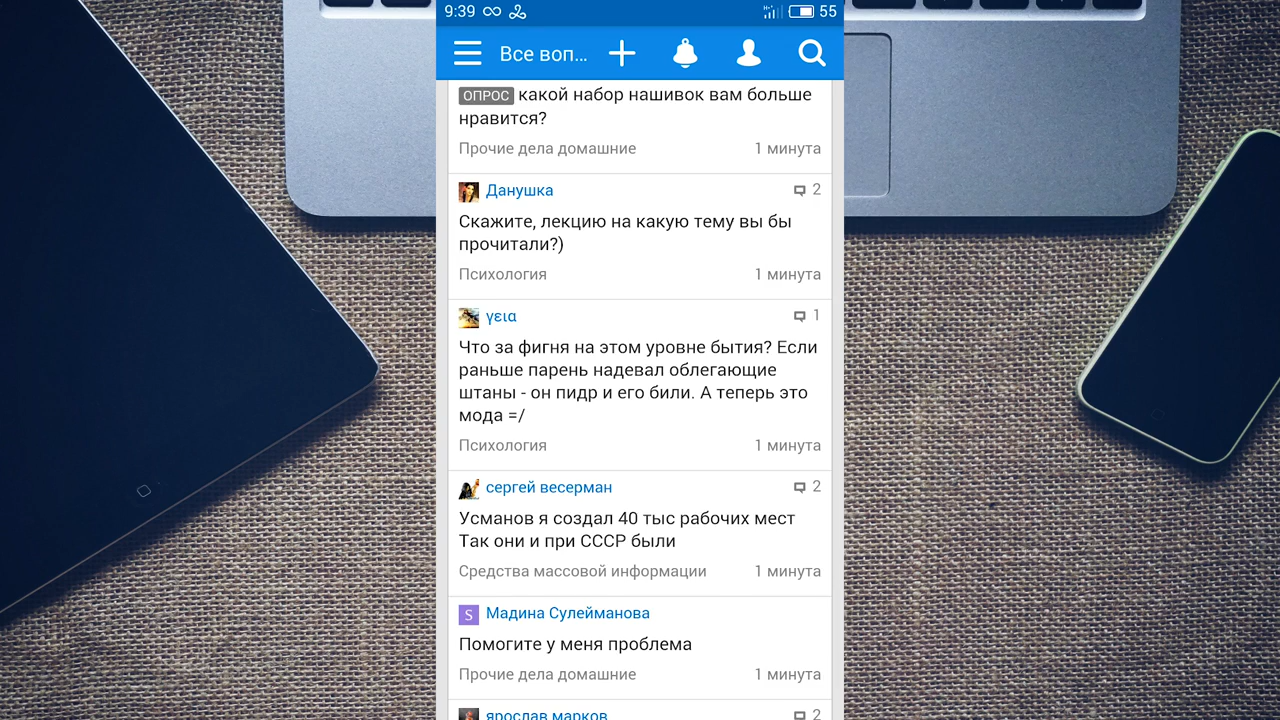 9:39
55
Все воп...
ОПРОС какой набор нашивок вам больше
нравится?
Прочие дела домашние 1 минута
Данушка 2
Скажите, лекцию на какую тему вы бы
прочитали?)
Психология 1 минута
γεια 1
Что за фигня на этом уровне бытия? Если
раньше парень надевал облегающие
штаны - он пидр и его били. А теперь это
мода =/
Психология 1 минута
сергей весерман 2
Усманов я создал 40 тыс рабочих мест
Так они и при СССР были
Средства массовой информации 1 минута
S Мадина Сулейманова
Помогите у меня проблема
Прочие дела домашние 1 минута
ярослав марков 2